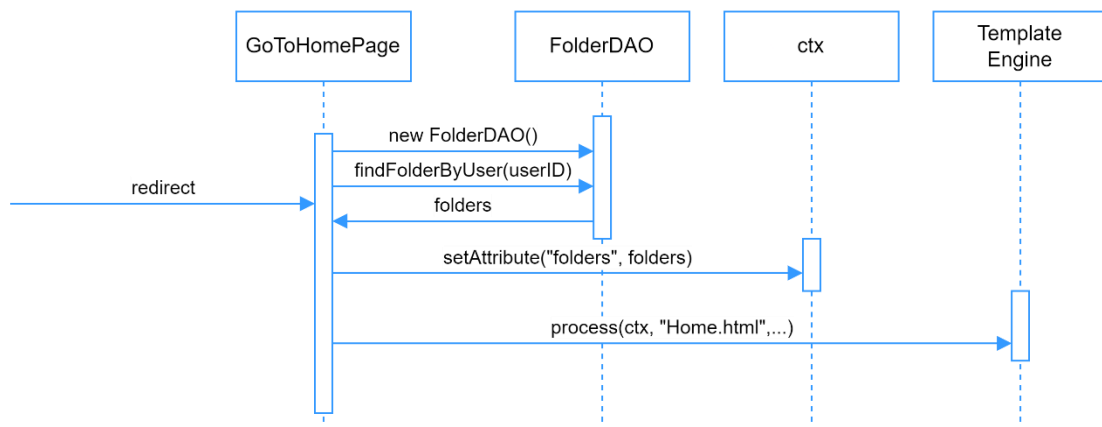 GoToHomePage
FolderDAO
ctx
Template
Engine
new FolderDAO()
findFolderByUser(userID)
redirect
folders
setAttribute("folders", folders)
process(ctx, "Home.html",...)